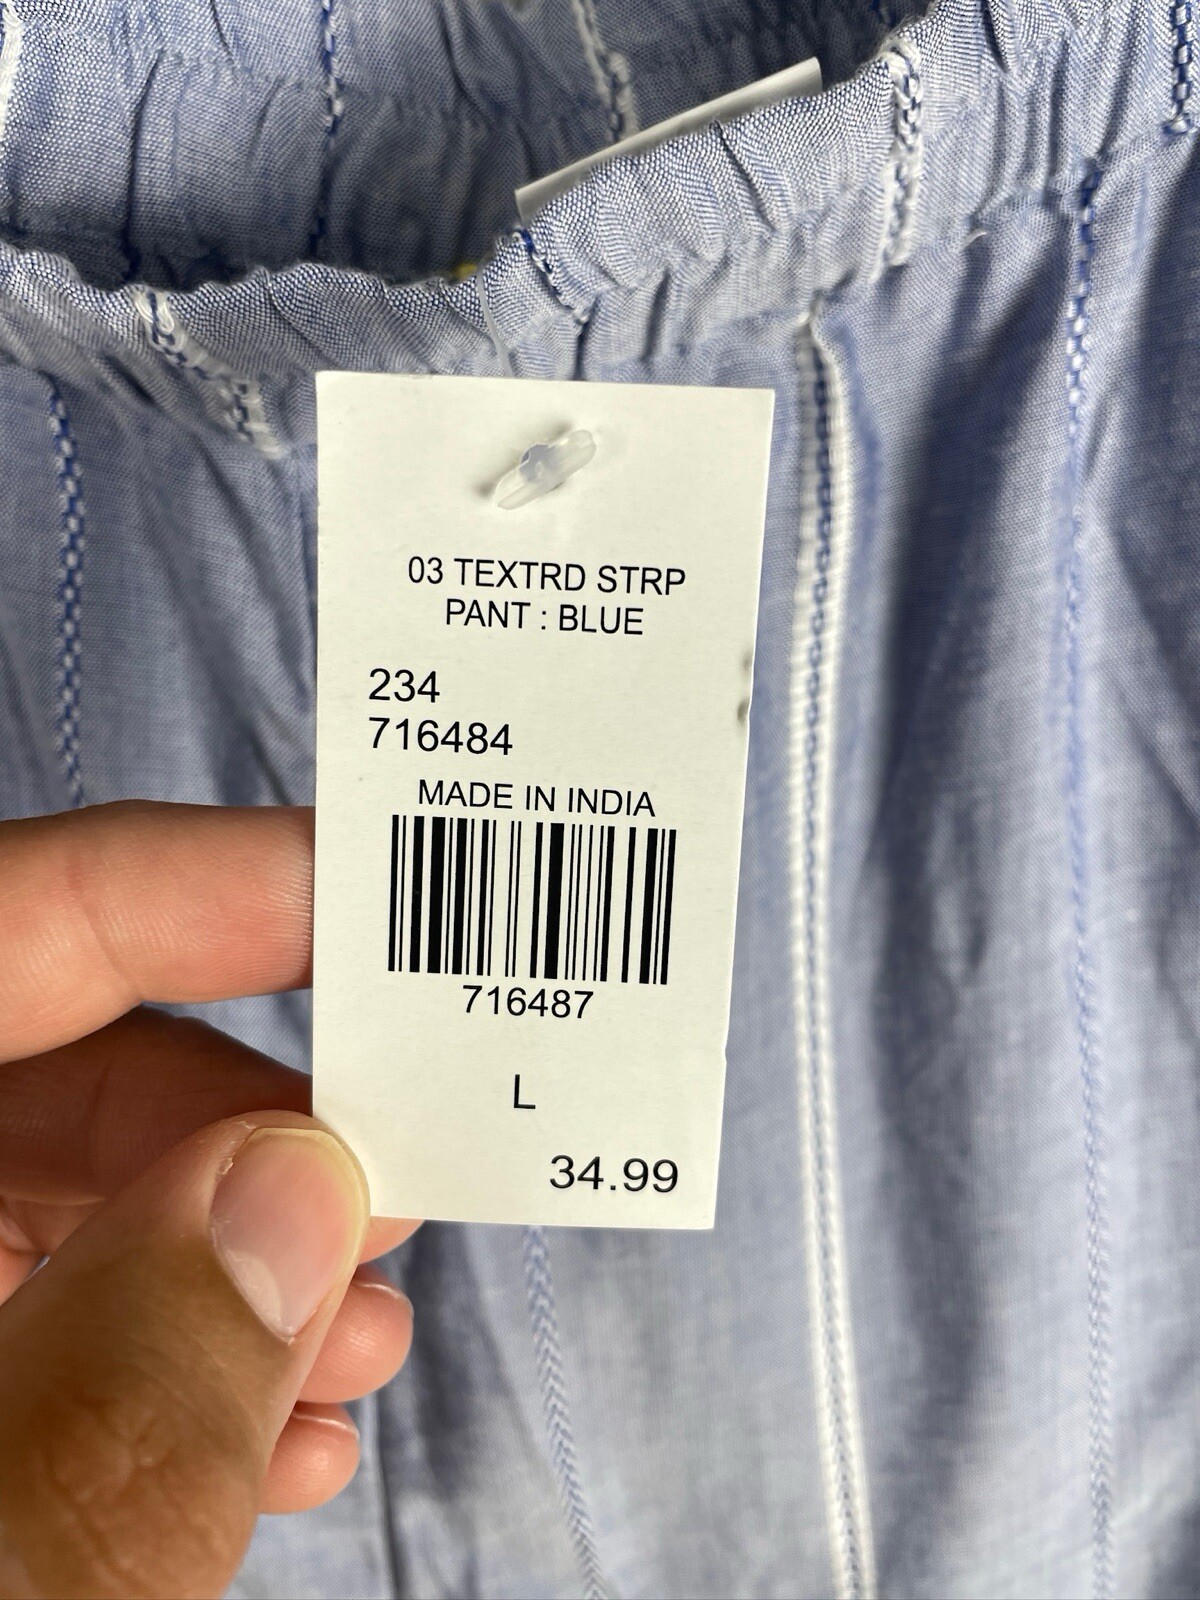 03 TEXTRD STRP
PANT : BLUE
234
716484
MADE IN INDIA
716487
L
34.99